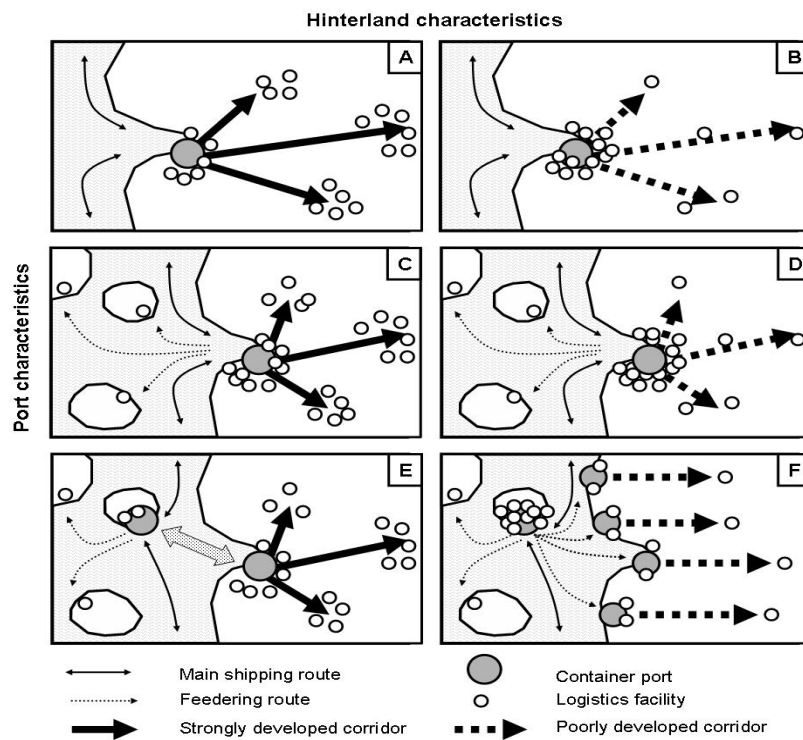 Hinterland characteristics
A
B
Port characteristics
C
D
E
F
Main shipping route
Container port
Feedering route
Logistics facility
Strongly developed corridor
Poorly developed corridor